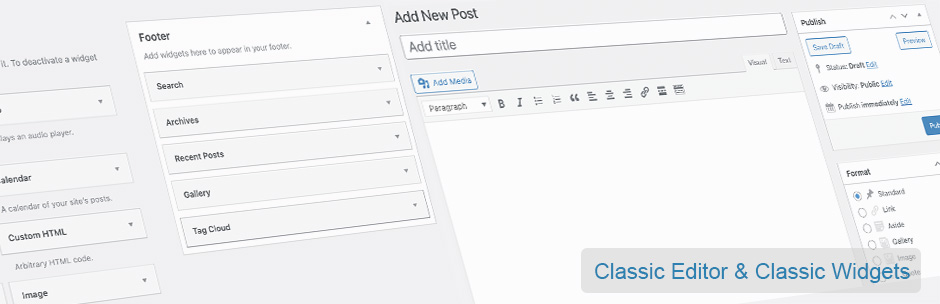 it. To deactivate a widget
lays an audio player.
alendar
A calendar of your site's posts.
Custom HTML
Arbitrary HTML code.
Image
Footer
Add widgets here to appear in your footer.
Search
Archives
Recent Posts
Gallery
Tag Cloud
Add New Post
Add title
Add Media
Visual Text
Paragraph B I
Publish
Save Draft Preview
Status: Draft Edit
Visibility: Public Edit
Publish immediately Edit
Pub
Format
Standard
Link
Aside
Gallery
Image
Classic Editor & Classic Widgets